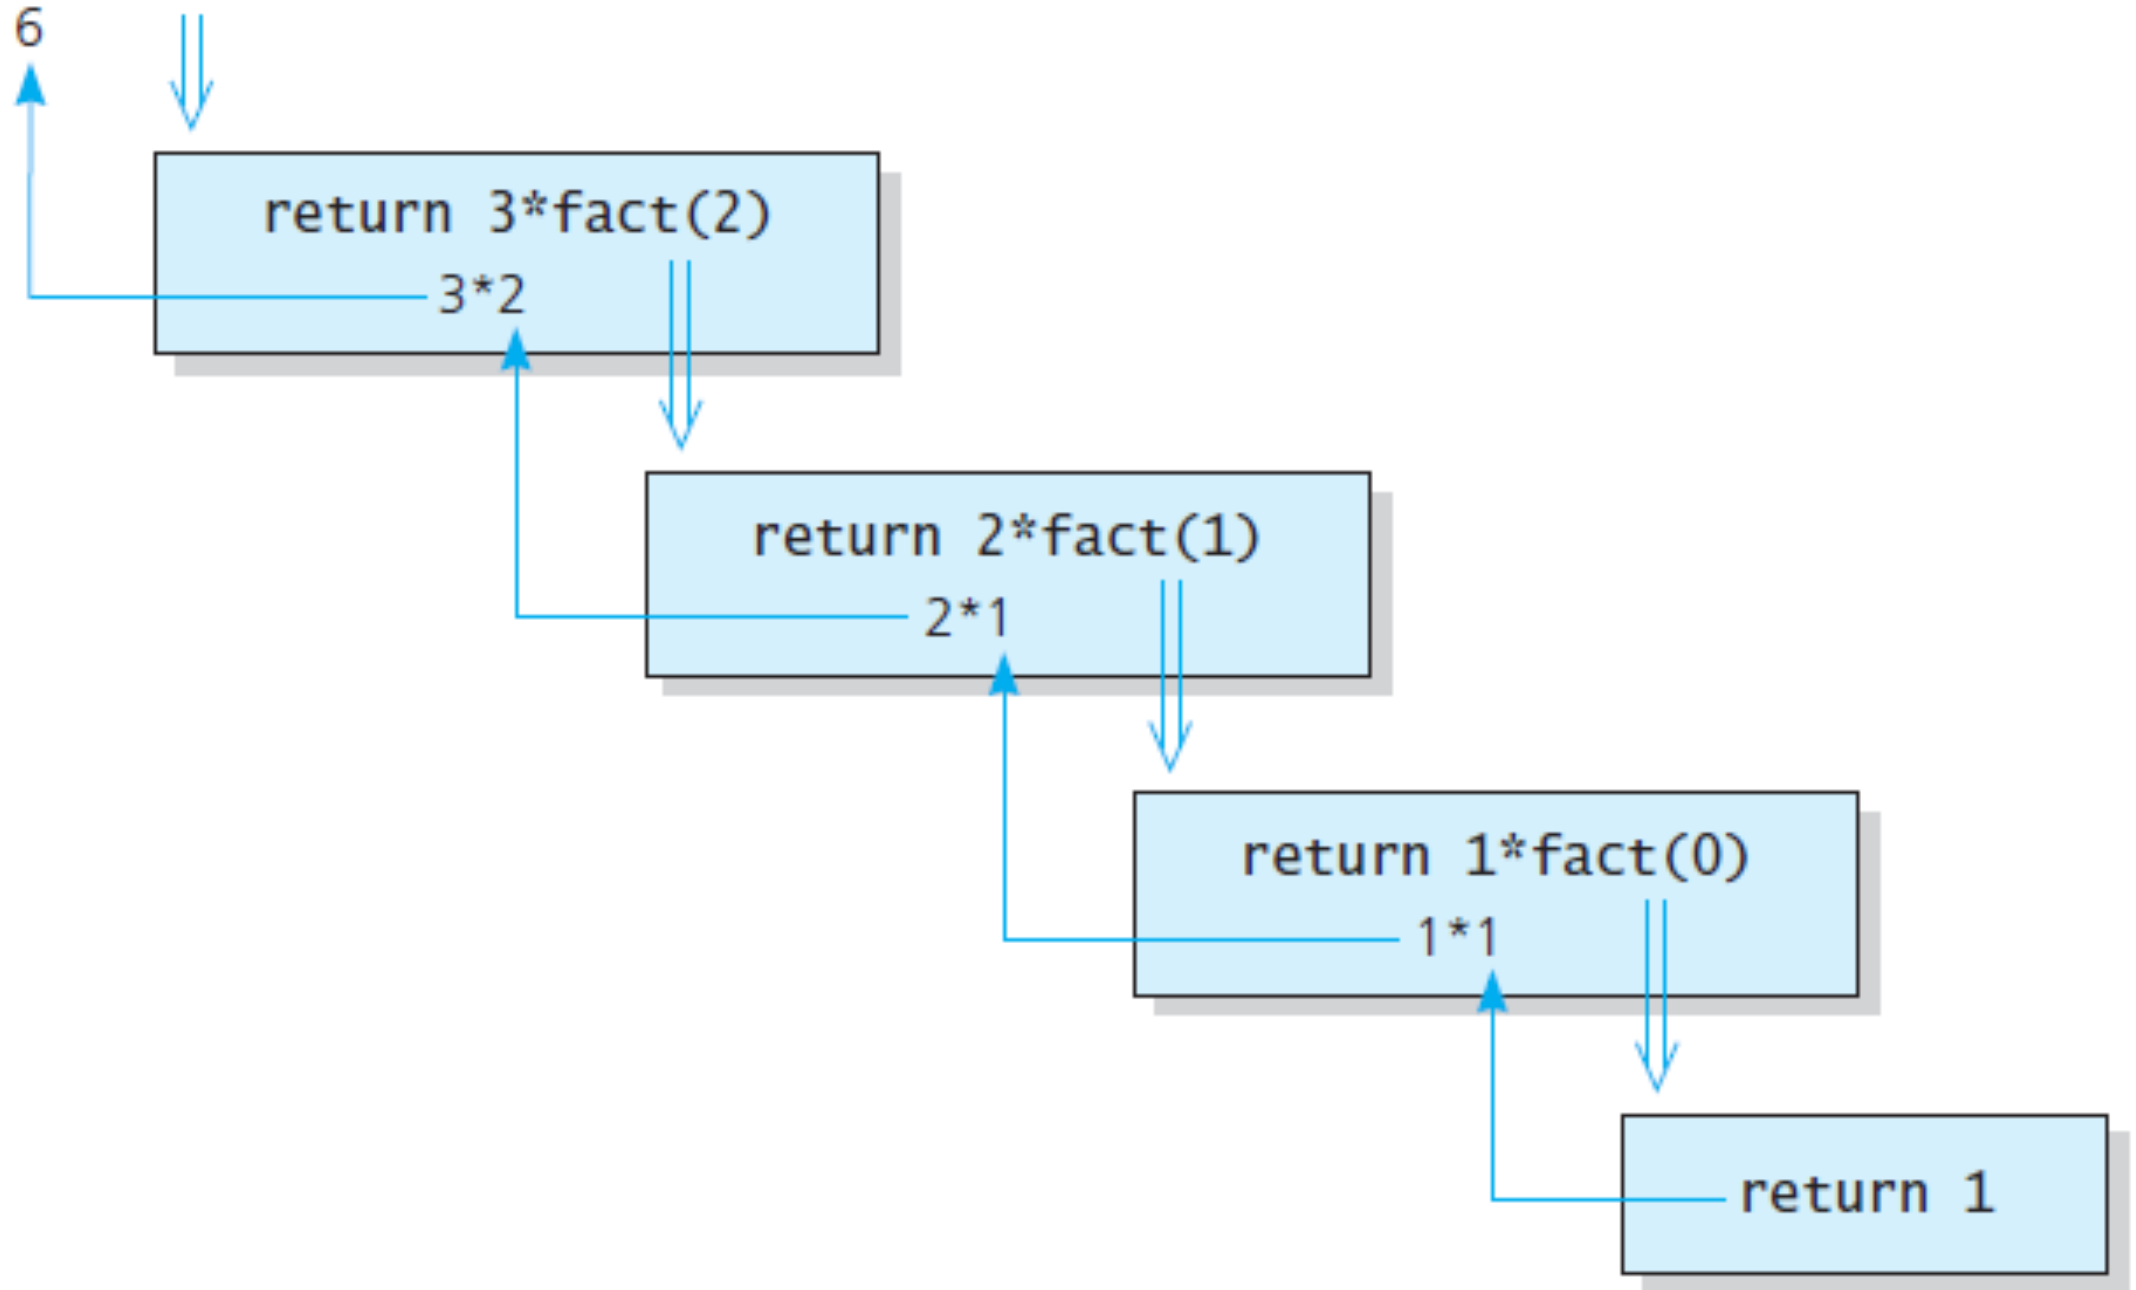 6
return 3*fact(2)
3*2
return 2*fact(1)
2*1
return 1*fact(0)
1*1
return 1